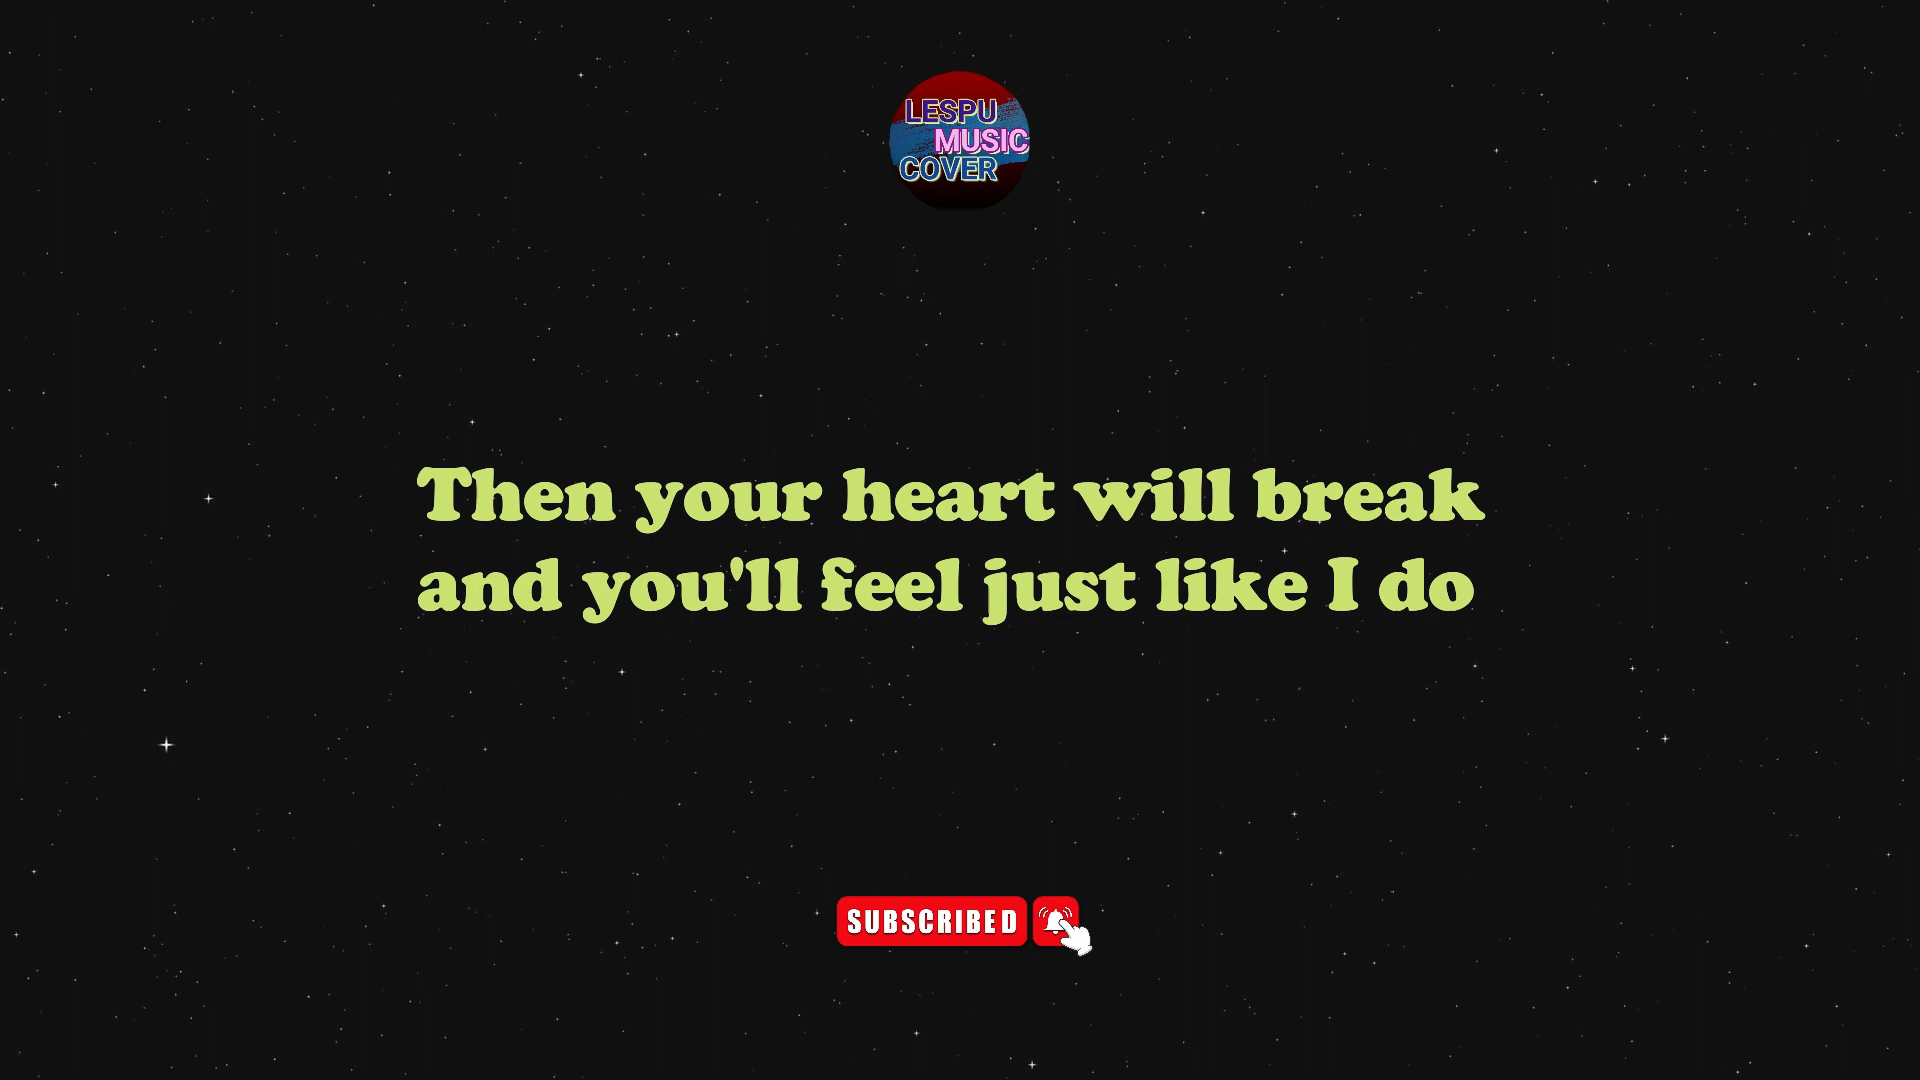 LESPU
MUSIC
COVER
Then your heart will break
and you'll feel just like I do
SUBSCRIBED